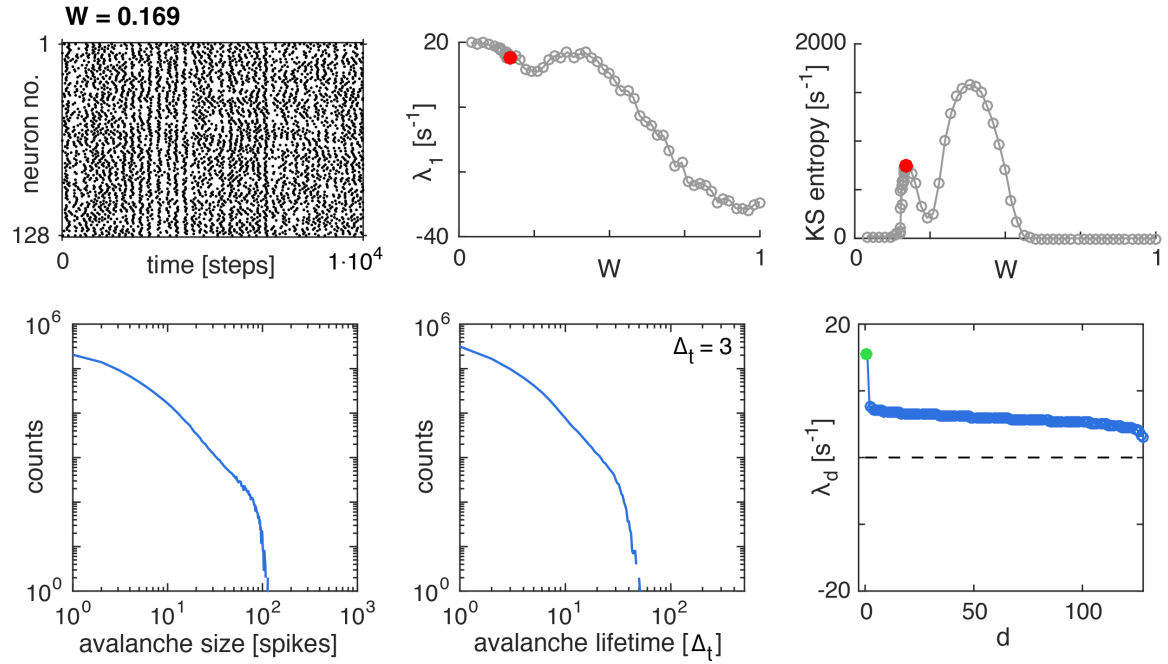 W = 0.169
1
neuron no.
128
0
time [steps]
1·10⁴
20
λ₁ [s⁻¹]
-40
0
W
1
2000
KS entropy [s⁻¹]
0
0
W
1
10⁶
counts
10⁰
10⁰
10¹
10²
10³
avalanche size [spikes]
10⁶
Δₜ = 3
counts
10⁰
10⁰
10¹
10²
avalanche lifetime [Δₜ]
20
λ_d [s⁻¹]
-20
0
50
100
d